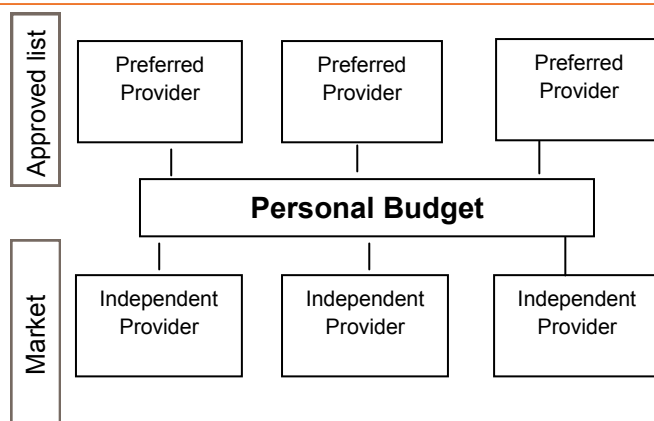 Approved list
Preferred
Provider
Preferred
Provider
Preferred
Provider
Personal Budget
Market
Independent
Provider
Independent
Provider
Independent
Provider